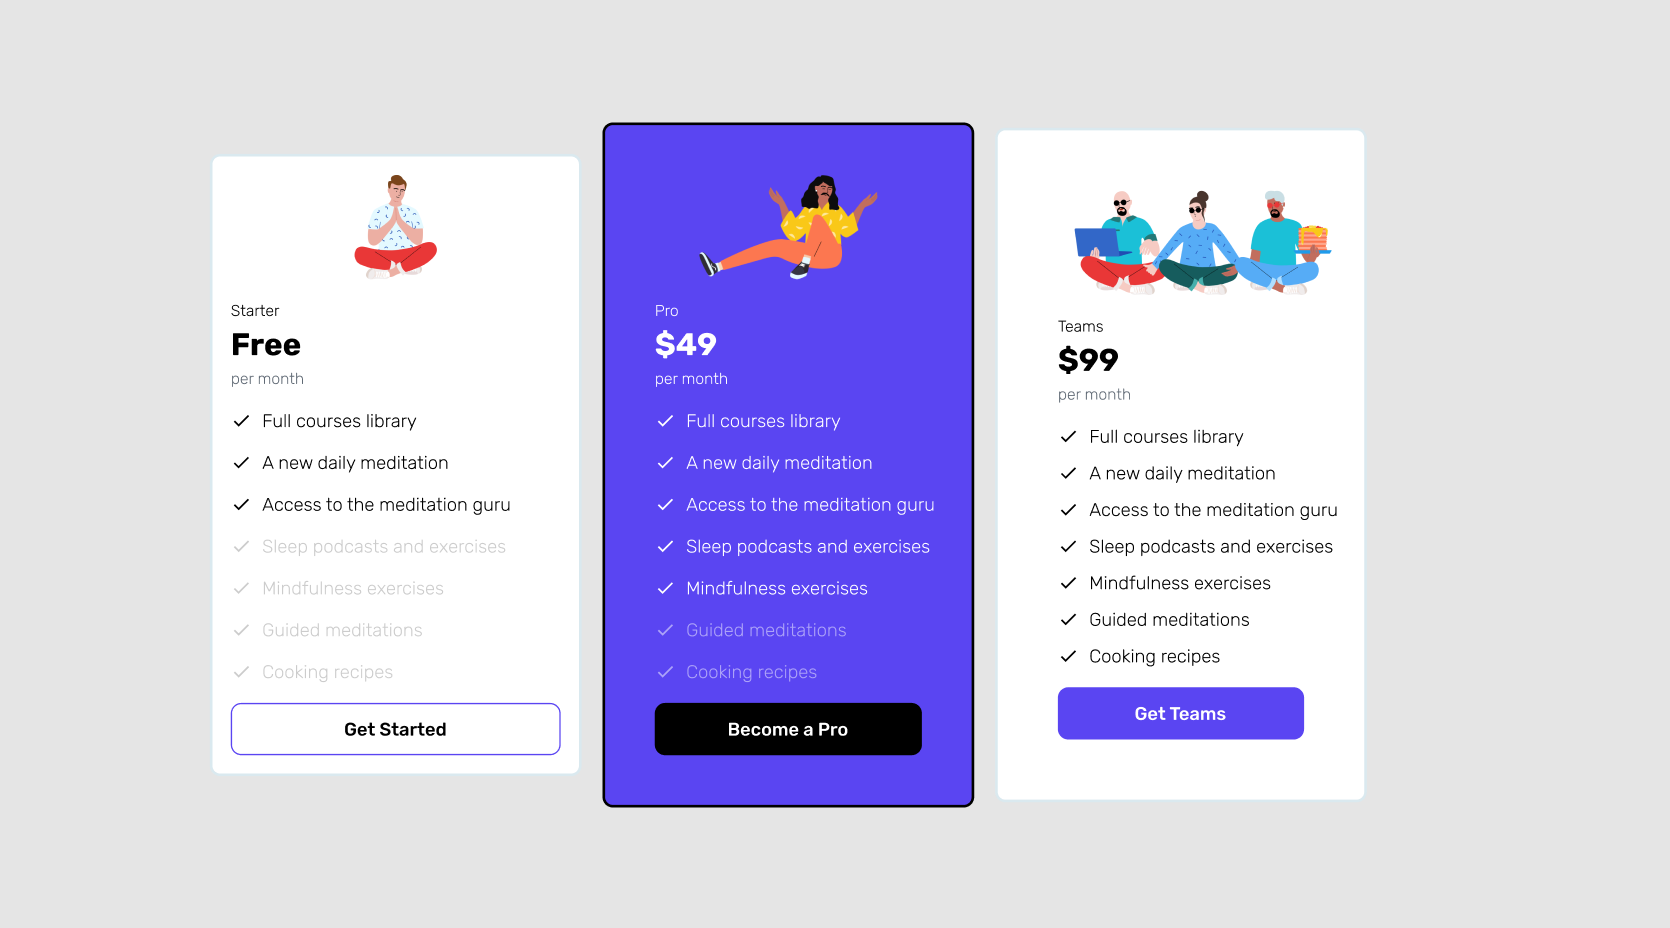 Starter
Free
per month
Full courses library
A new daily meditation
Access to the meditation guru
Sleep podcasts and exercises
Mindfulness exercises
Guided meditations
Cooking recipes
Get Started
Pro
$49
per month
Full courses library
A new daily meditation
Access to the meditation guru
Sleep podcasts and exercises
Mindfulness exercises
Guided meditations
Cooking recipes
Become a Pro
Teams
$99
per month
Full courses library
A new daily meditation
Access to the meditation guru
Sleep podcasts and exercises
Mindfulness exercises
Guided meditations
Cooking recipes
Get Teams